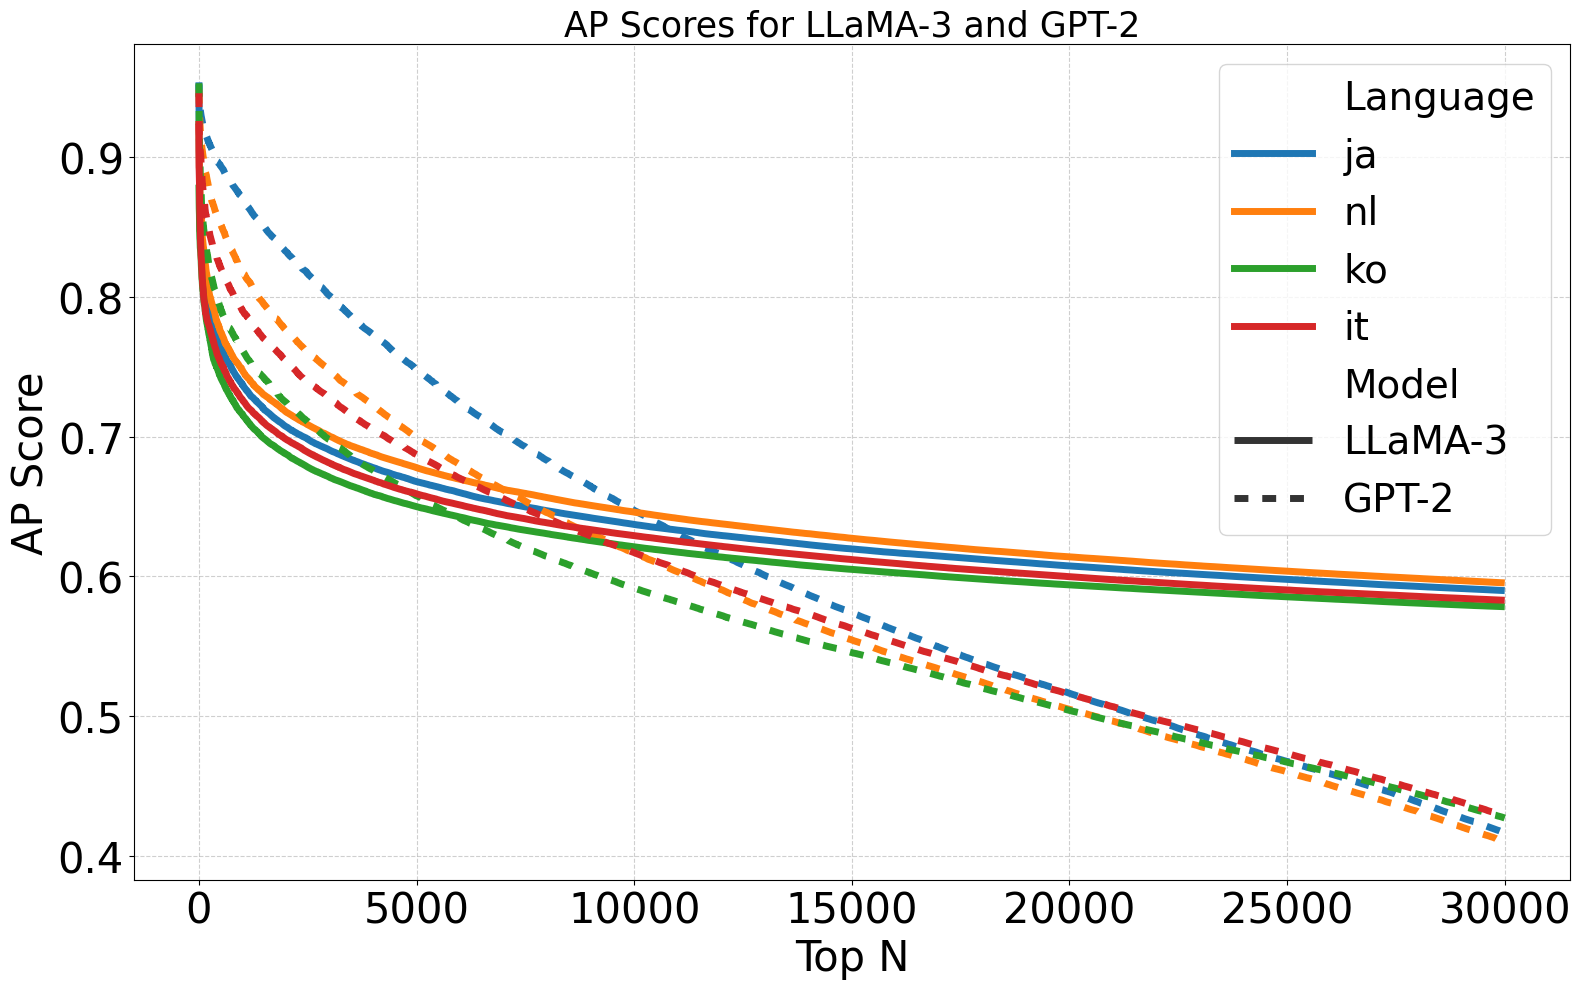 AP Scores for LLaMA-3 and GPT-2
AP Score
0.9
0.8
0.7
0.6
0.5
0.4
0 5000 10000 15000 20000 25000 30000
Top N
Language
ja
nl
ko
it
Model
LLaMA-3
GPT-2